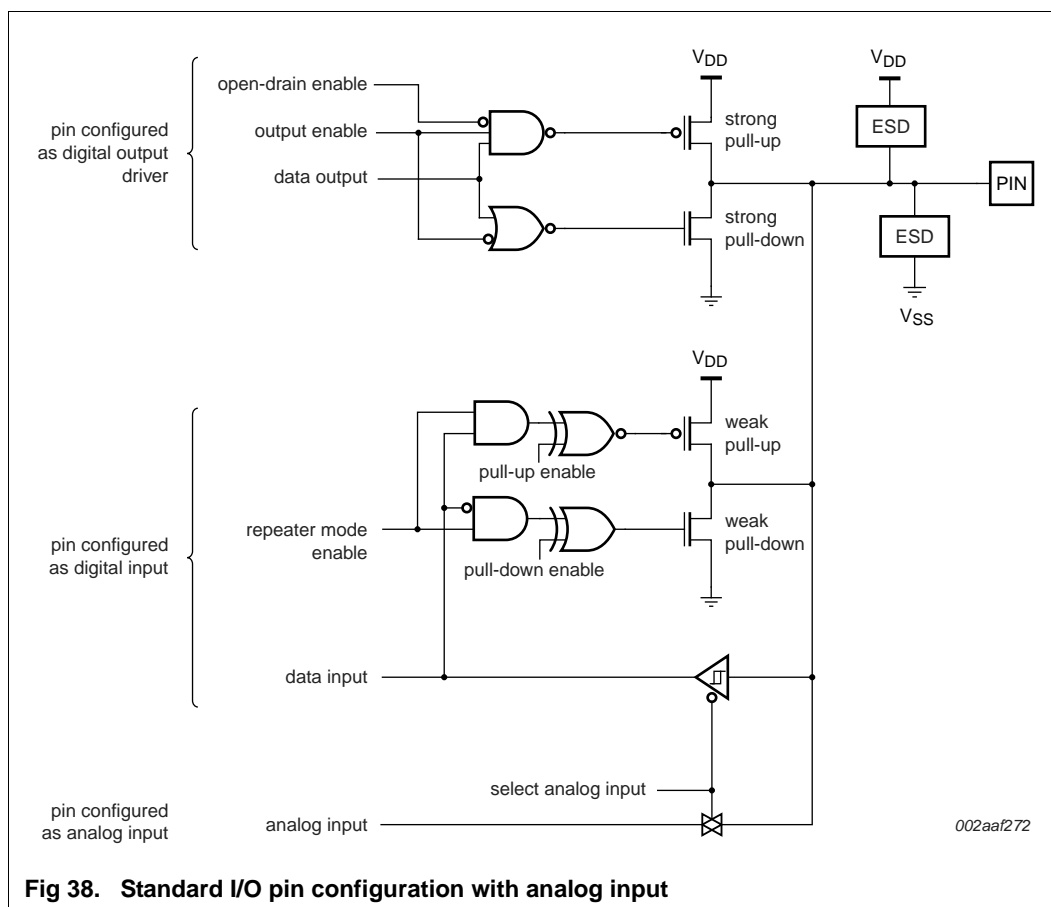 VDD
VDD
open-drain enable
pin configured
as digital output
driver
output enable
data output
strong
pull-up
ESD
PIN
strong
pull-down
ESD
VSS
VDD
weak
pull-up
pull-up enable
pin configured
as digital input
repeater mode
enable
weak
pull-down
pull-down enable
data input
select analog input
pin configured
as analog input
analog input
002aaf272
Fig 38. Standard I/O pin configuration with analog input